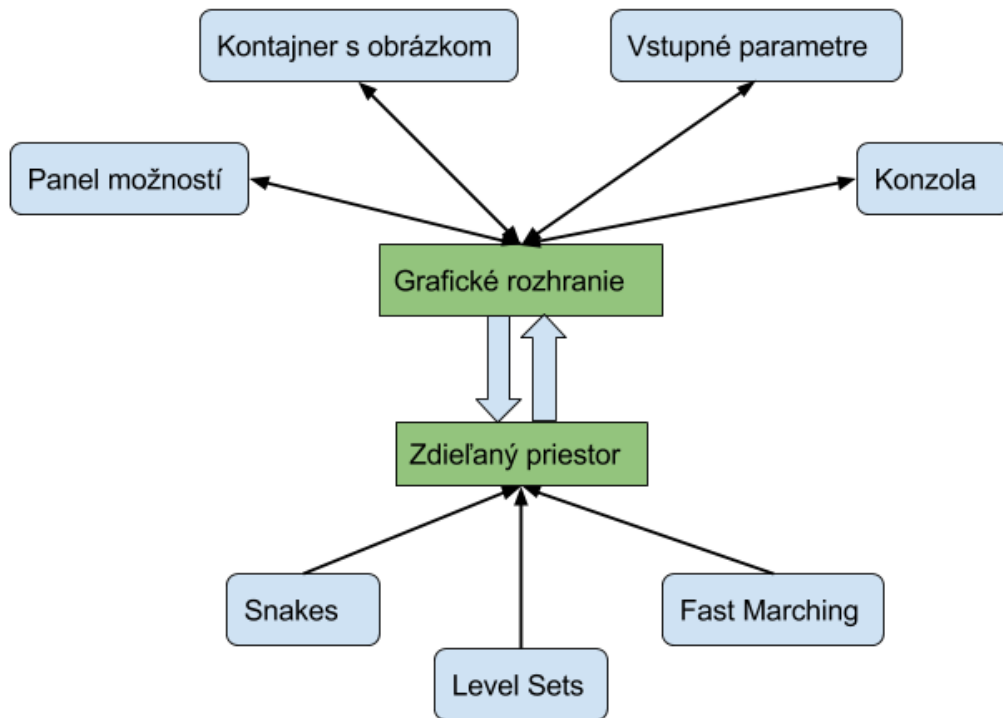 Kontajner s obrázkom
Vstupné parametre
Panel možností
Konzola
Grafické rozhranie
Zdieľaný priestor
Snakes
Fast Marching
Level Sets